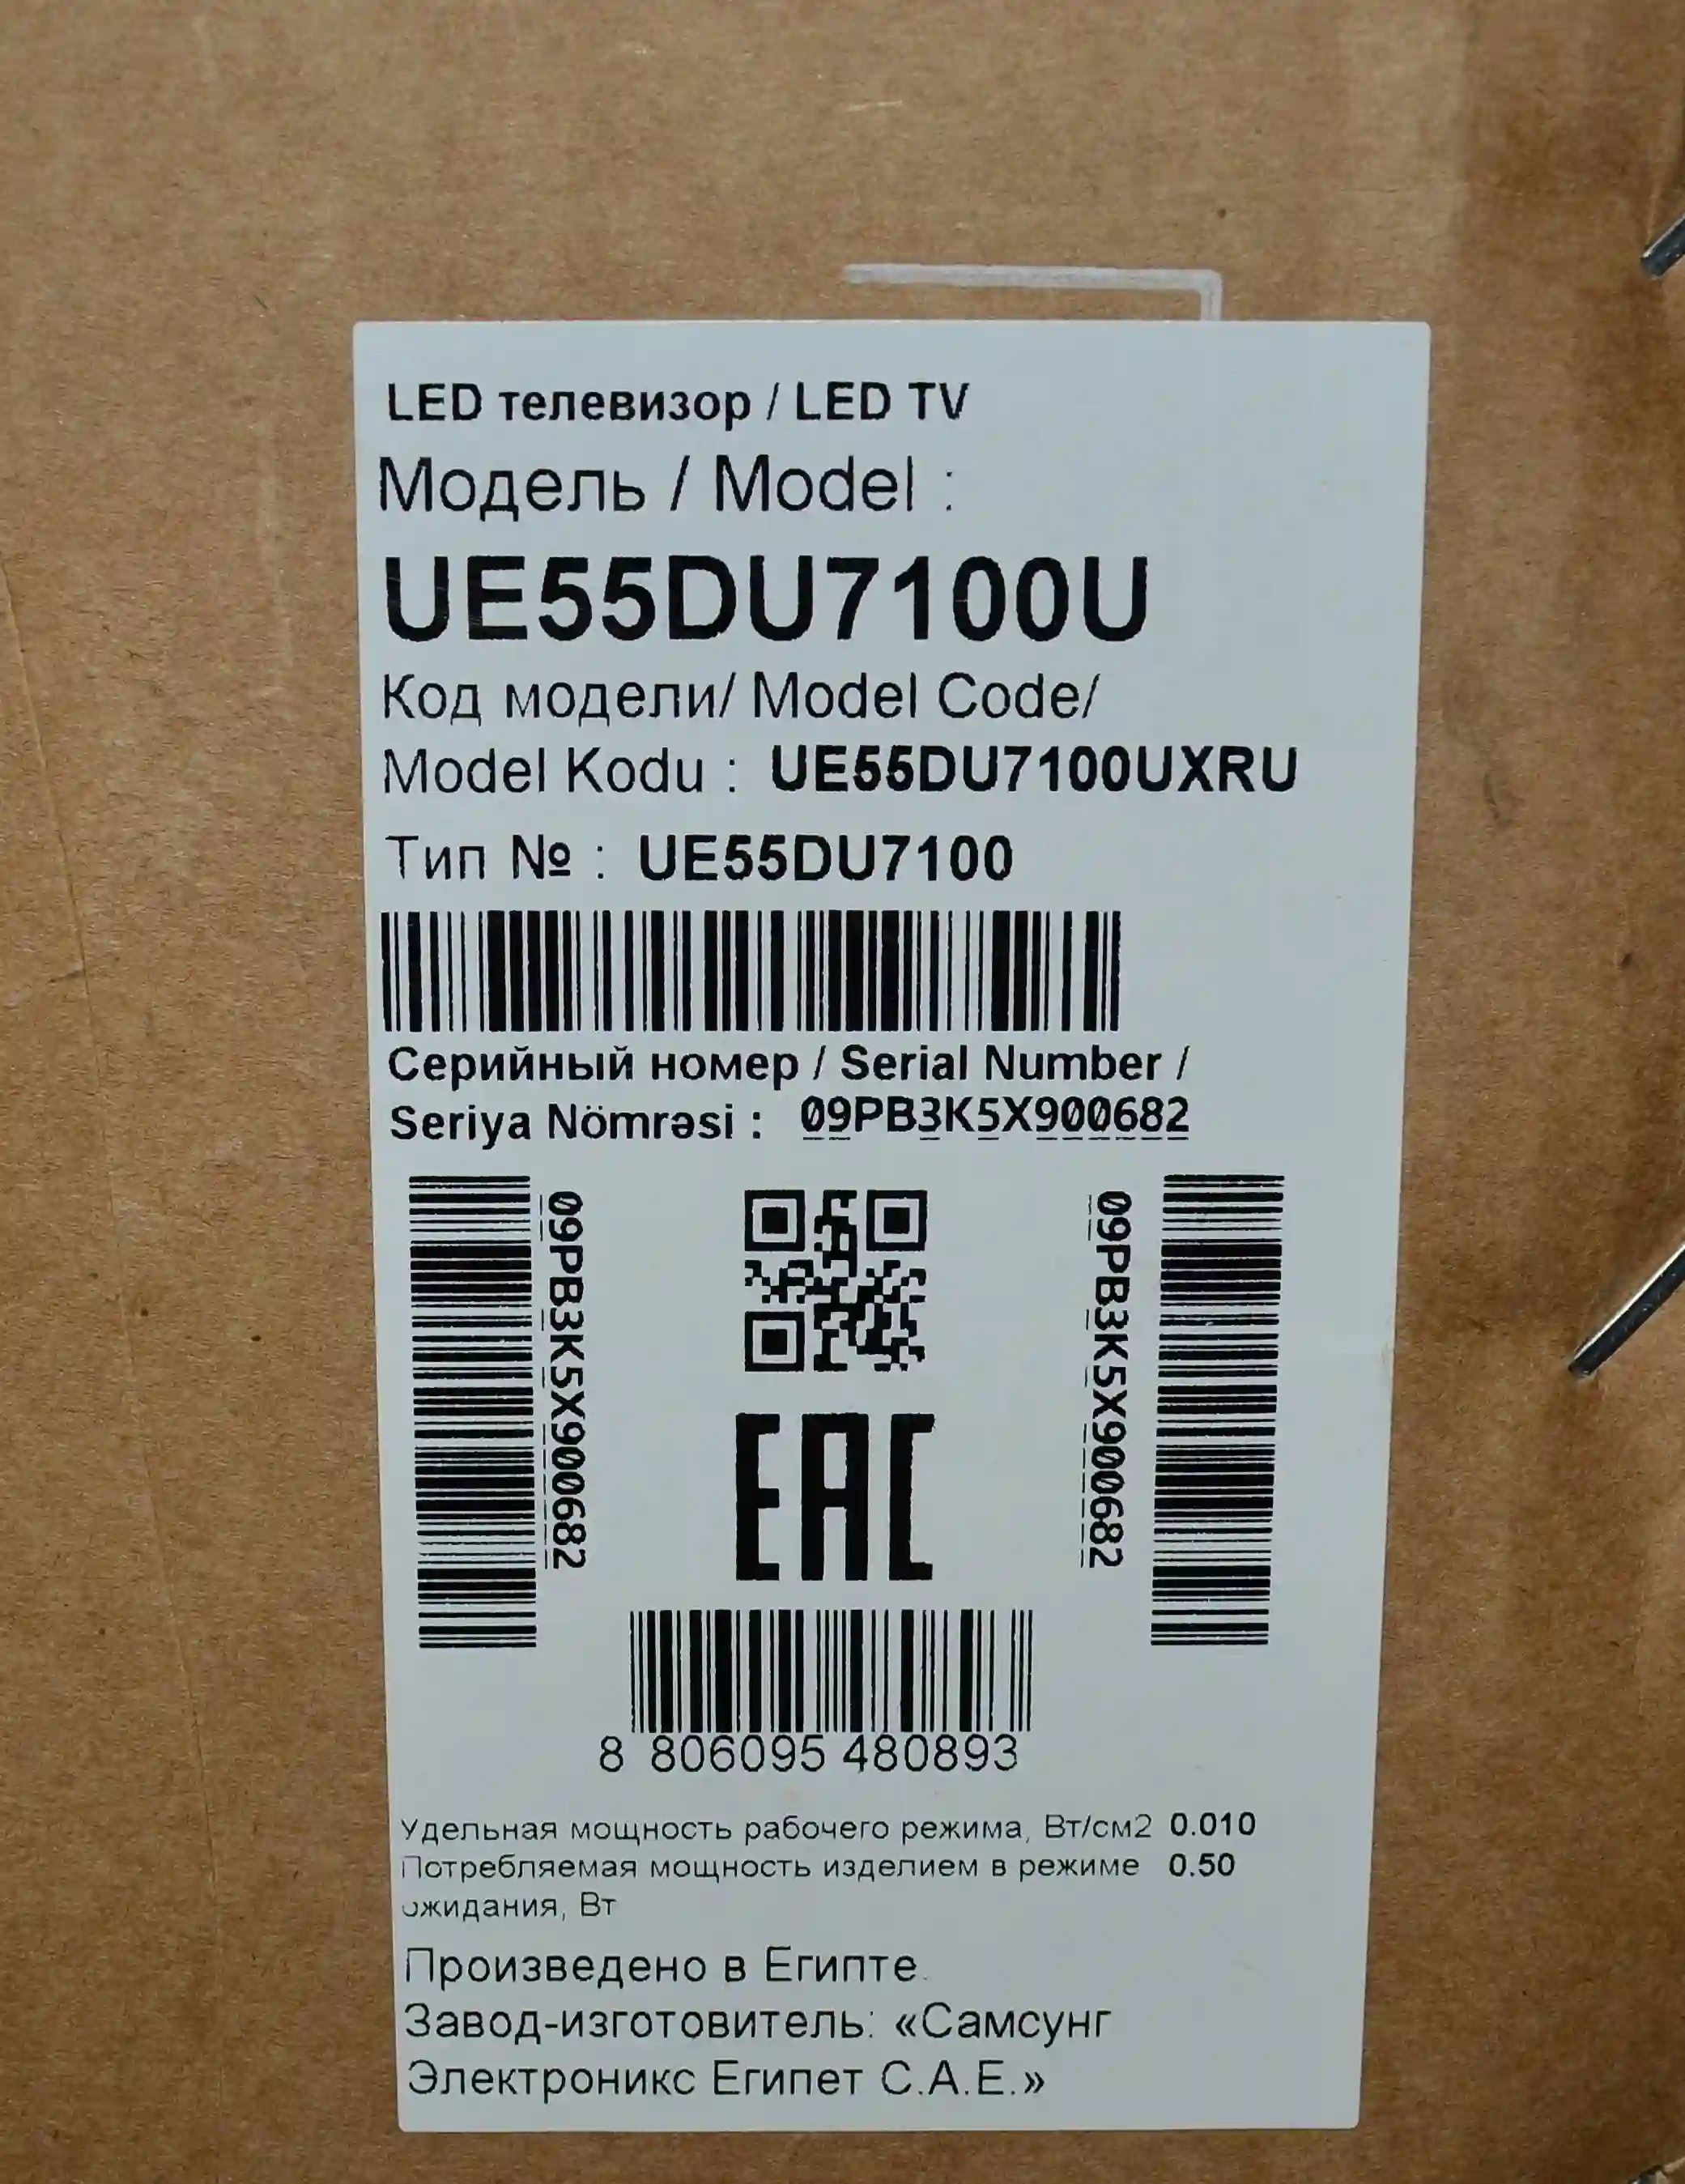 LED телевизор / LED TV
Модель / Model :
UE55DU7100U
Код модели/ Model Code/
Model Kodu : UE55DU7100UXRU
Тип № : UE55DU7100
Серийный номер / Serial Number /
Seriya Nömrəsi : 09PB3K5X900682
09PB3K5X900682
09PB3K5X900682
EAC
8 806095 480893
Удельная мощность рабочего режима, Вт/см2 0.010
Потребляемая мощность изделием в режиме 0.50
ожидания, Вт
Произведено в Египте.
Завод-изготовитель: «Самсунг
Электроникс Египет С.А.Е.»